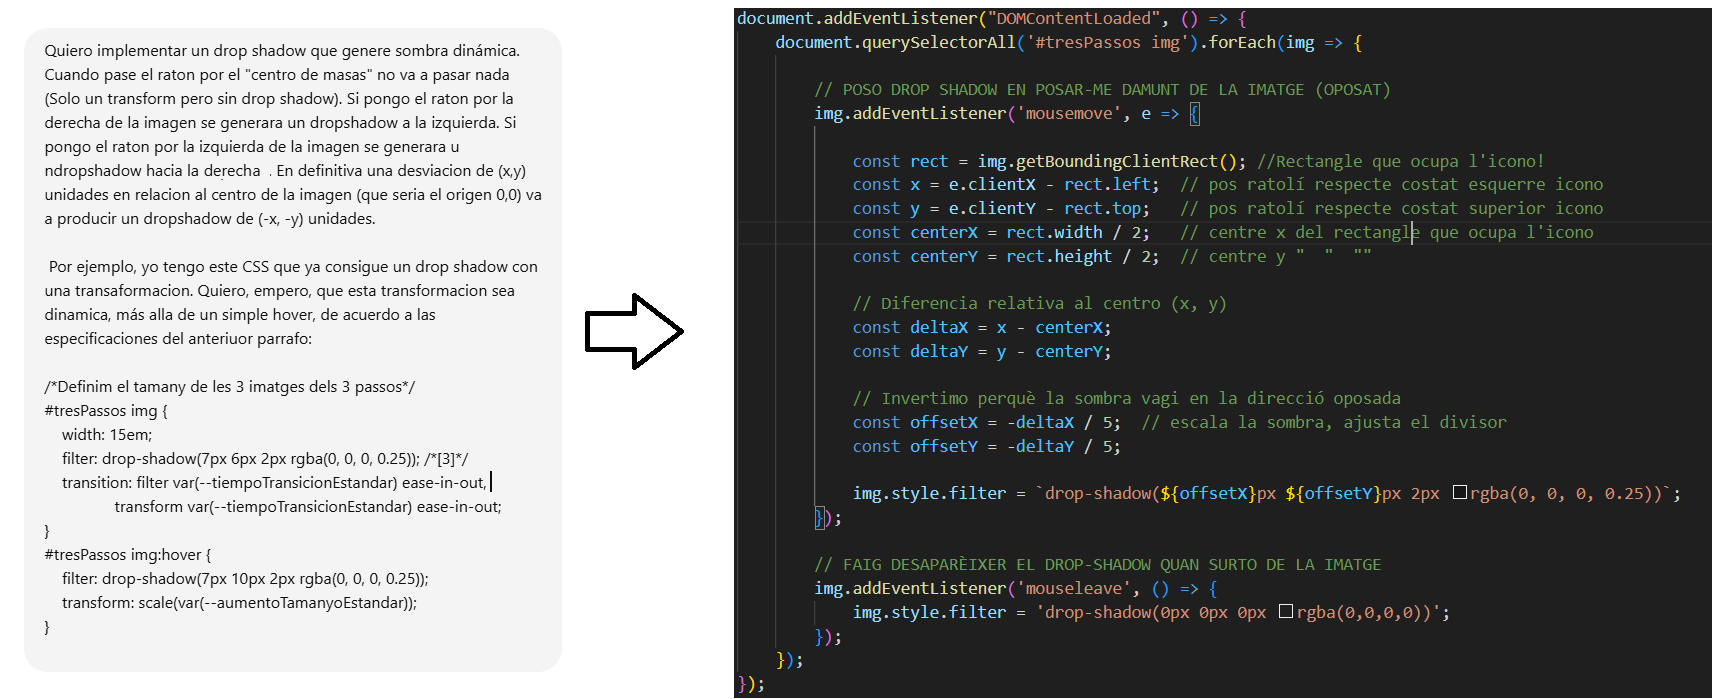 Quiero implementar un drop shadow que genere sombra dinámica.
Cuando pase el raton por el "centro de masas" no va a pasar nada
(Solo un transform pero sin drop shadow). Si pongo el raton por la
derecha de la imagen se generara un dropshadow a la izquierda. Si
pongo el raton por la izquierda de la imagen se generara u
ndropshadow hacia la derecha  . En definitiva una desviacion de (x,y)
unidades en relacion al centro de la imagen (que seria el origen 0,0) va
a producir un dropshadow de (-x, -y) unidades.

Por ejemplo, yo tengo este CSS que ya consigue un drop shadow con
una transaformacion. Quiero, empero, que esta transformacion sea
dinamica, más alla de un simple hover, de acuerdo a las
especificaciones del anteriuor parrafo:

/*Definim el tamany de les 3 imatges dels 3 passos*/
#tresPassos img {
    width: 15em;
    filter: drop-shadow(7px 6px 2px rgba(0, 0, 0, 0.25)); /*[3]*/
    transition: filter var(--tiempoTransicionEstandar) ease-in-out,
                transform var(--tiempoTransicionEstandar) ease-in-out;
}
#tresPassos img:hover {
    filter: drop-shadow(7px 10px 2px rgba(0, 0, 0, 0.25));
    transform: scale(var(--aumentoTamanyoEstandar));
}

document.addEventListener("DOMContentLoaded", () => {
    document.querySelectorAll('#tresPassos img').forEach(img => {

        // POSO DROP SHADOW EN POSAR-ME DAMUNT DE LA IMATGE (OPOSAT)
        img.addEventListener('mousemove', e => {

            const rect = img.getBoundingClientRect(); //Rectangle que ocupa l'icono!
            const x = e.clientX - rect.left;  // pos ratolí respecte costat esquerre icono
            const y = e.clientY - rect.top;   // pos ratolí respecte costat superior icono
            const centerX = rect.width / 2;   // centre x del rectangle que ocupa l'icono
            const centerY = rect.height / 2;  // centre y "  "  ""

            // Diferencia relativa al centro (x, y)
            const deltaX = x - centerX;
            const deltaY = y - centerY;

            // Invertimo perquè la sombra vagi en la direcció oposada
            const offsetX = -deltaX / 5;  // escala la sombra, ajusta el divisor
            const offsetY = -deltaY / 5;

            img.style.filter = `drop-shadow(${offsetX}px ${offsetY}px 2px rgba(0, 0, 0, 0.25))`;
        });

        // FAIG DESAPARÈIXER EL DROP-SHADOW QUAN SURTO DE LA IMATGE
        img.addEventListener('mouseleave', () => {
            img.style.filter = 'drop-shadow(0px 0px 0px rgba(0,0,0,0))';
        });
    });
});